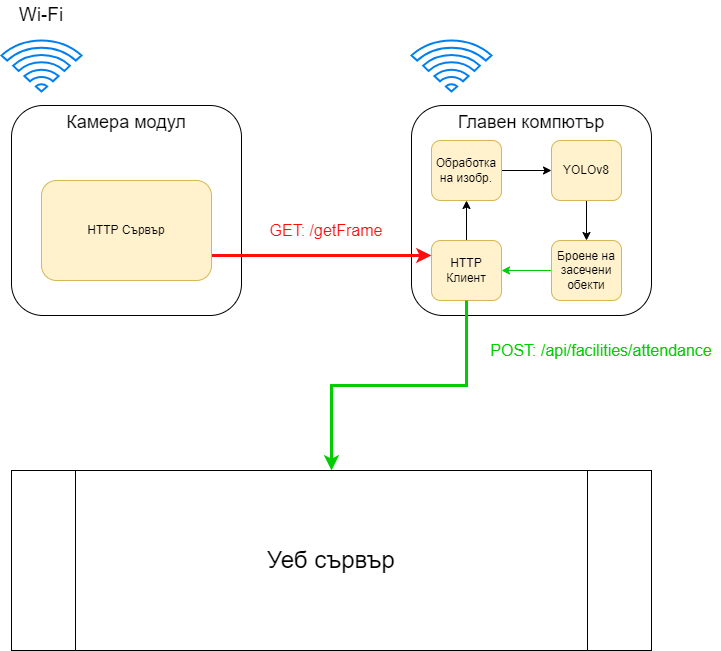 Wi-Fi
Камера модул
HTTP Сървър
GET: /getFrame
Главен компютър
Обработка
на изобр.
YOLOv8
HTTP
Клиент
Броене на
засечени
обекти
POST: /api/facilities/attendance
Уеб сървър